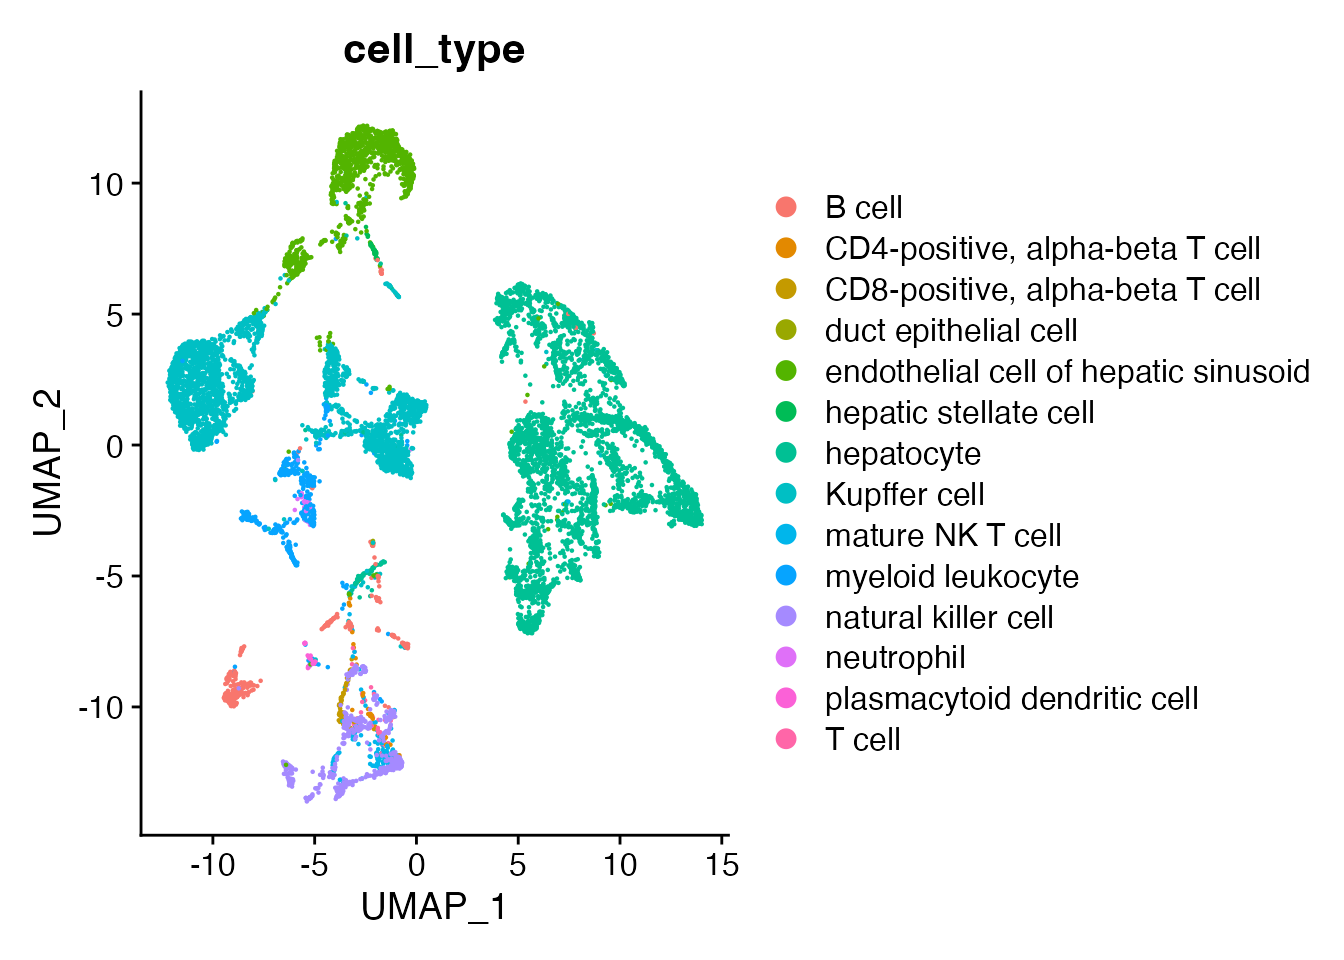 cell_type
10
5
0
-5
-10
UMAP_2
-10
-5
0
5
10
15
UMAP_1
B cell
CD4-positive, alpha-beta T cell
CD8-positive, alpha-beta T cell
duct epithelial cell
endothelial cell of hepatic sinusoid
hepatic stellate cell
hepatocyte
Kupffer cell
mature NK T cell
myeloid leukocyte
natural killer cell
neutrophil
plasmacytoid dendritic cell
T cell